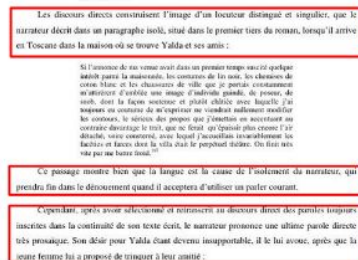 Les discours directs construisent l'image d'un locuteur distingué et singulier, que le
narrateur décrit dans un paragraphe isolé, situé dans le premier tiers du roman, lorsqu'il arrive
en Toscane dans la maison où se trouve Yalda et ses amis :
Si l'annonce de ma venue avait dans un premier temps suscité quelque
intérêt parmi la maisonnée, les costumes de lin noir, les chemises de
coton blanc et les chaussures de ville que je portais constamment
m'attirèrent d'emblée une image d'individu guindé, de poseur, de
snob, dont la façon soutenue et plutôt châtiée avec laquelle j'ai
toujours eu coutume de m'exprimer ne viendrait nullement modifier
les contours, le sérieux des propos que j'émettais en accentuant au
contraire davantage le trait, que ne ferait qu'épaissir plus encore l'air
détaché, voire consterné, avec lequel j'accueillais invariablement les
facéties et farces dont la villa était le perpétuel théâtre. On finit très
vite par me battre froid.
Ce passage montre bien que la langue est la cause de l'isolement du narrateur, qui
prendra fin dans le dénouement quand il acceptera d'utiliser un parler courant.
Cependant, après avoir sélectionné et retranscrit au discours direct des paroles toujours
inscrites dans la continuité de son texte écrit, le narrateur prononce une ultime parole directe
très prosaïque. Son désir pour Yalda étant devenu insupportable, il le lui avoue, après que la
jeune femme lui a proposé de trinquer à leur amitié :